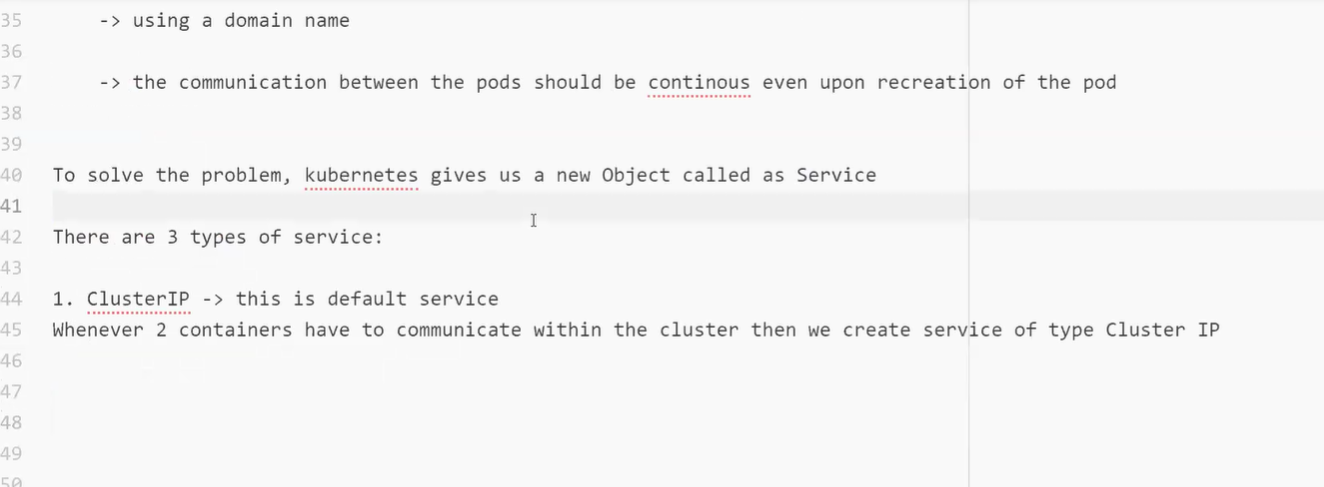 35 -> using a domain name
36
37 -> the communication between the pods should be continous even upon recreation of the pod
38
39
40 To solve the problem, kubernetes gives us a new Object called as Service
41
42 There are 3 types of service:
43
44 1. ClusterIP -> this is default service
45 Whenever 2 containers have to communicate within the cluster then we create service of type Cluster IP
46
47
48
49
50